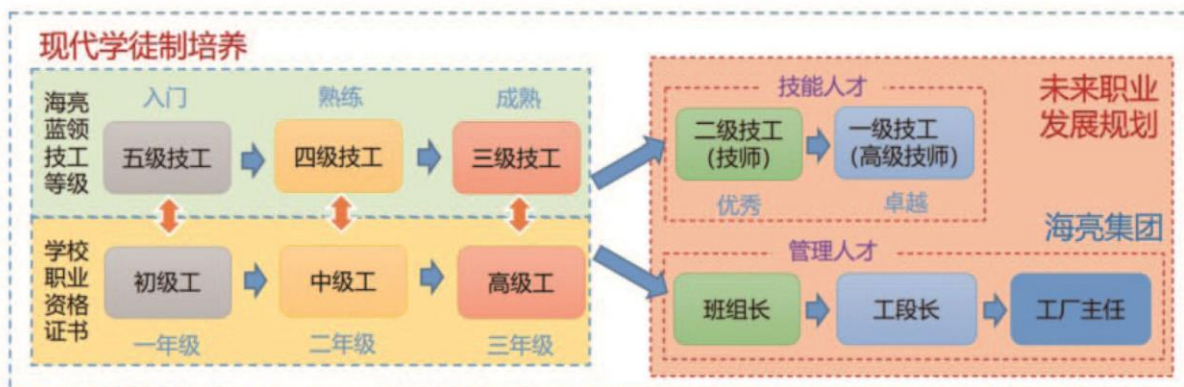 现代学徒制培养
海亮
蓝领
技工
等级
入门
熟练
成熟
五级技工
四级技工
三级技工
学校
职业
资格
证书
初级工
中级工
高级工
一年级
二年级
三年级
未来职业
发展规划
技能人才
二级技工
(技师)
一级技工
(高级技师)
优秀
卓越
海亮集团
管理人才
班组长
工段长
工厂主任